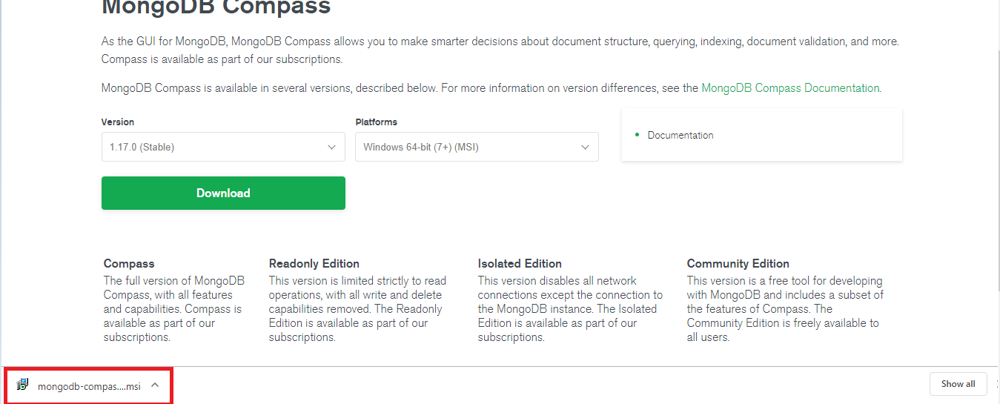 MongoDB Compass
As the GUI for MongoDB, MongoDB Compass allows you to make smarter decisions about document structure, querying, indexing, document validation, and more.
Compass is available as part of our subscriptions.
MongoDB Compass is available in several versions, described below. For more information on version differences, see the MongoDB Compass Documentation.
Version
Platforms
1.17.0 (Stable)
Windows 64-bit (7+) (MSI)
Documentation
Download
Compass
The full version of MongoDB
Compass, with all features
and capabilities. Compass is
available as part of our
subscriptions.
Readonly Edition
This version is limited strictly to read
operations, with all write and delete
capabilities removed. The Readonly
Edition is available as part of our
subscriptions.
Isolated Edition
This version disables all network
connections except the connection to
the MongoDB instance. The Isolated
Edition is available as part of our
subscriptions.
Community Edition
This version is a free tool for developing
with MongoDB and includes a subset of
the features of Compass. The
Community Edition is freely available to
all users.
mongodb-compas....msi
Show all